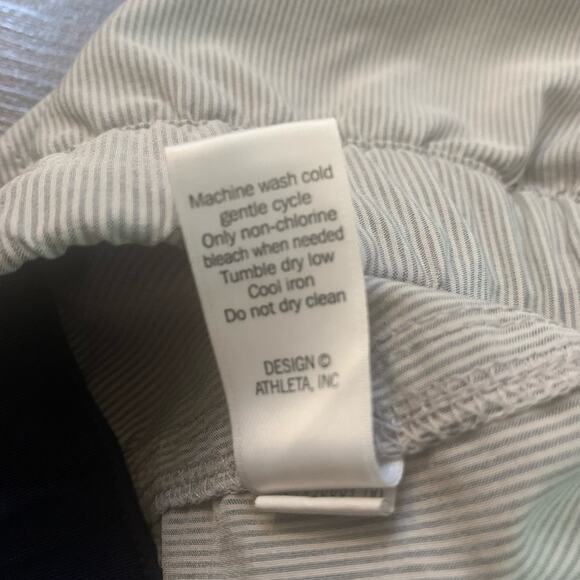 Machine wash cold
gentle cycle
Only non-chlorine
bleach when needed
Tumble dry low
Cool iron
Do not dry clean
DESIGN ©
ATHLETA, INC